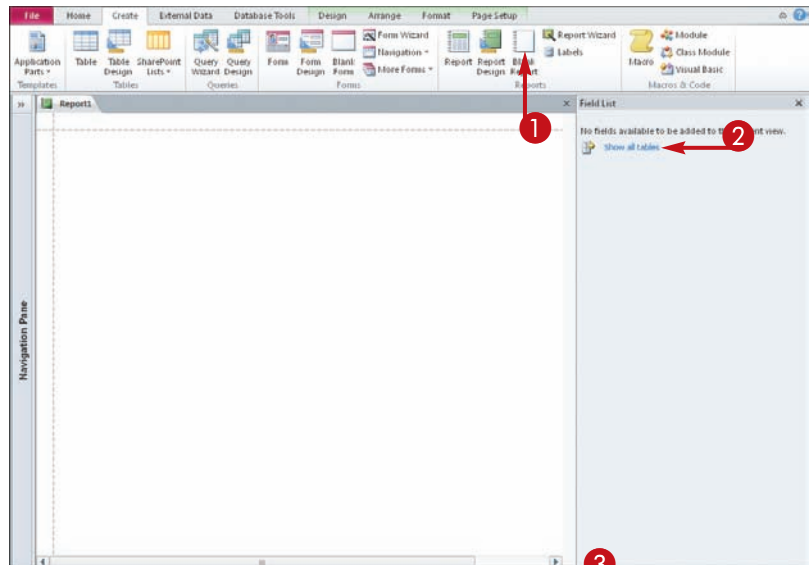 File Home Create External Data Database Tools Design Arrange Format Page Setup
Application Parts Table Table Design SharePoint Lists Query Wizard Query Design Form Form Design Blank Form Form Wizard Navigation More Forms Report Report Design Blank Report Report Wizard Labels Macro Module Class Module Visual Basic
Templates Tables Queries Forms Reports Macros & Code
Report1 Field List
1
No fields available to be added to the view.
2
Show all tables
Navigation Pane
3